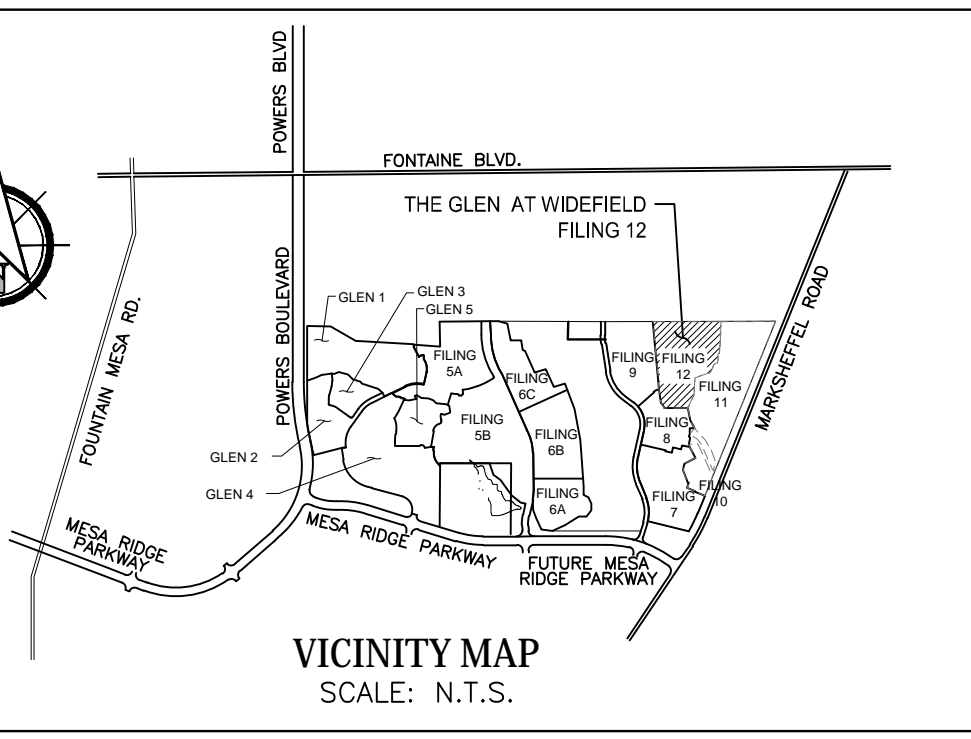 POWERS BLVD
FONTAINE BLVD.
THE GLEN AT WIDEFIELD
FILING 12
POWERS BOULEVARD
FOUNTAIN MESA RD.
MARKSHEFFEL ROAD
GLEN 1
GLEN 3
GLEN 5
FILING
5A
FILING
9
FILING
12
FILING
11
FILING
6C
FILING
5B
FILING
6B
FILING
8
GLEN 2
GLEN 4
FILING
6A
FILING
7
FILING
10
MESA RIDGE
PARKWAY
MESA RIDGE PARKWAY
FUTURE MESA
RIDGE PARKWAY
VICINITY MAP
SCALE: N.T.S.